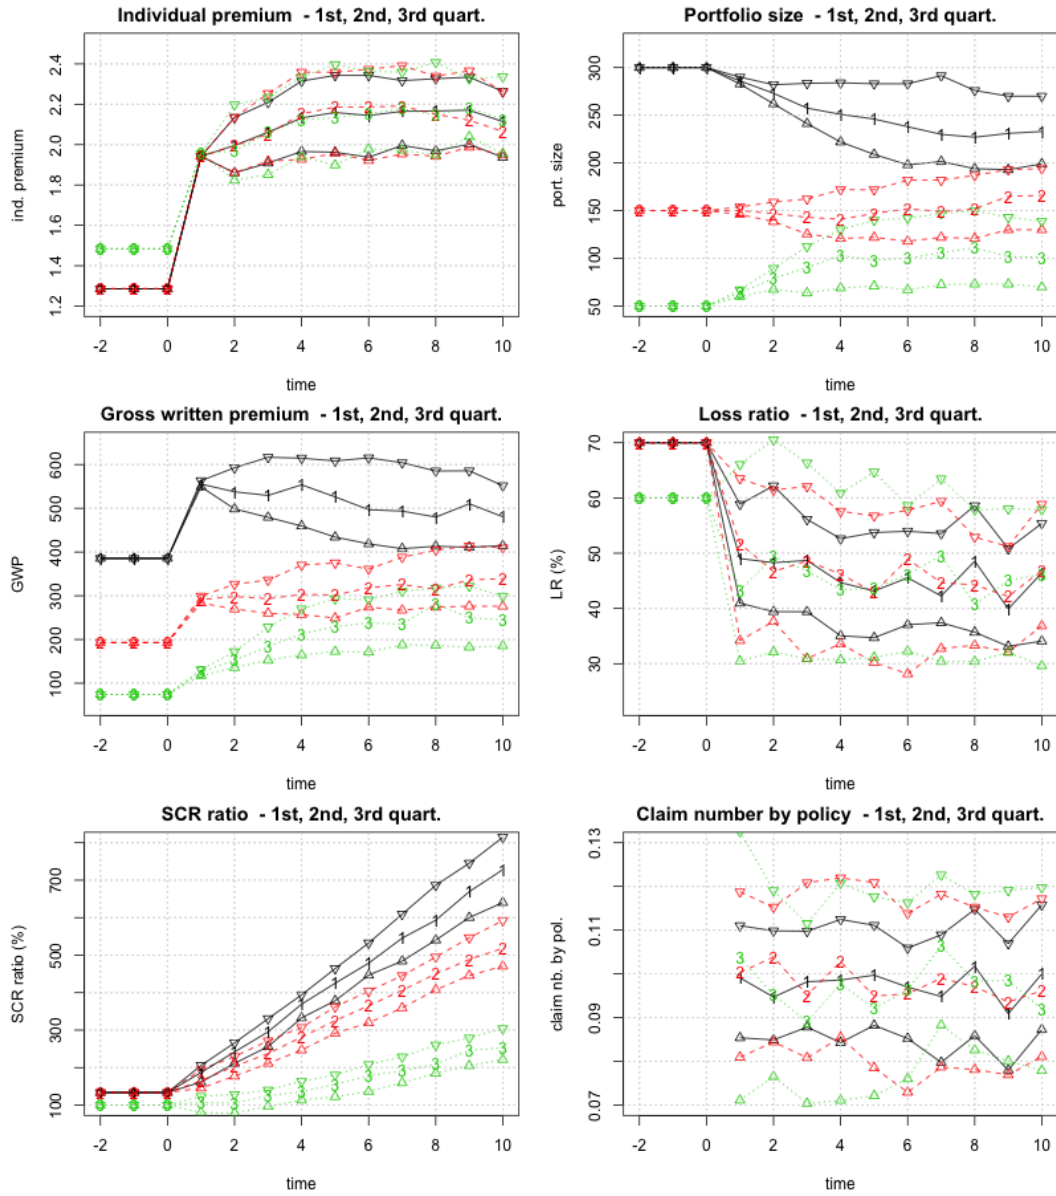 Individual premium - 1st, 2nd, 3rd quart.
ind. premium
1.2 1.4 1.6 1.8 2.0 2.2 2.4
-2 0 2 4 6 8 10
time
Portfolio size - 1st, 2nd, 3rd quart.
port. size
50 100 150 200 250 300
-2 0 2 4 6 8 10
time
Gross written premium - 1st, 2nd, 3rd quart.
GWP
100 200 300 400 500 600
-2 0 2 4 6 8 10
time
Loss ratio - 1st, 2nd, 3rd quart.
LR (%)
30 40 50 60 70
-2 0 2 4 6 8 10
time
SCR ratio - 1st, 2nd, 3rd quart.
SCR ratio (%)
100 300 500 700
-2 0 2 4 6 8 10
time
Claim number by policy - 1st, 2nd, 3rd quart.
claim nb. by pol.
0.07 0.09 0.11 0.13
-2 0 2 4 6 8 10
time